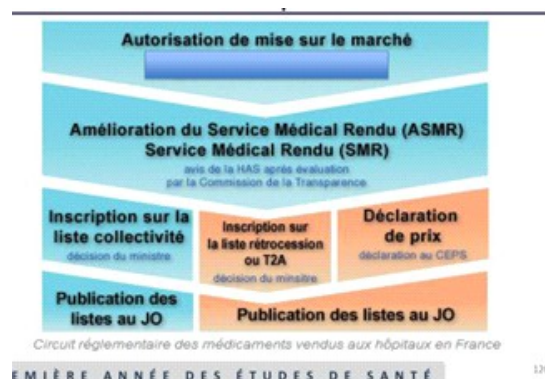 Autorisation de mise sur le marché
Amélioration du Service Médical Rendu (ASMR)
Service Médical Rendu (SMR)
avis de la HAS après évaluation
par la Commission de la Transparence
Inscription sur la
liste collectivité
décision du ministre
Inscription sur
la liste rétrocession
ou T2A
décision du minsitre
Déclaration
de prix
déclaration au CEPS
Publication des
listes au JO
Publication des listes au JO
Circuit réglementaire des médicaments vendus aux hôpitaux en France
EMIÈRE ANNÉE DES ÉTUDES DE SANTÉ